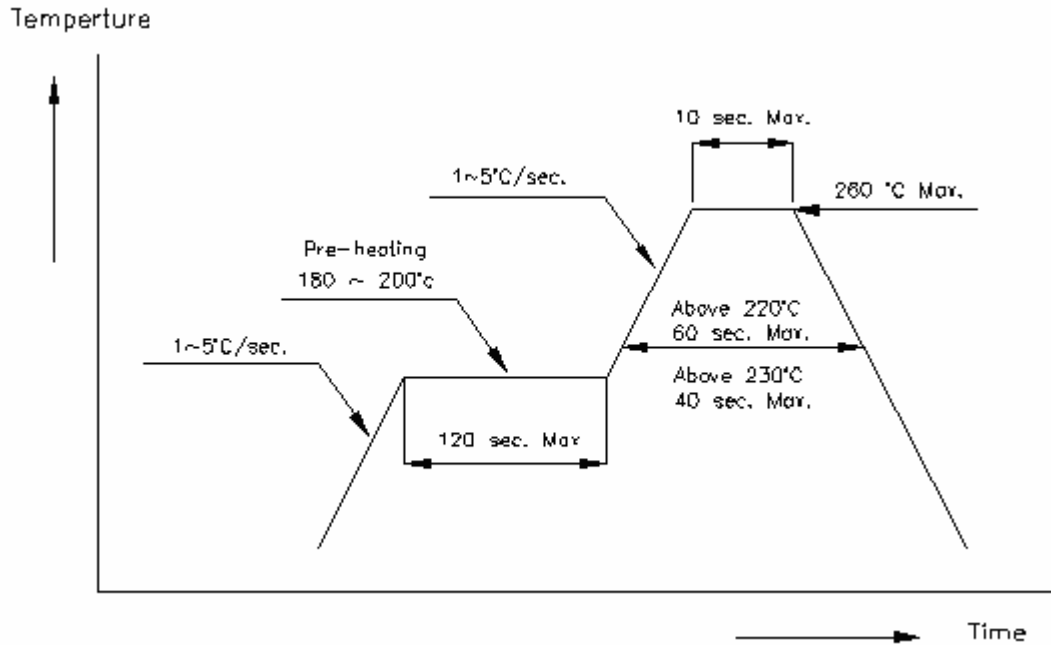 Temperture
10 sec. Max.
1~5°C/sec.
260 °C Max.
Pre-heating
180 ~ 200°c
Above 220°C
60 sec. Max.
1~5°C/sec.
Above 230°C
40 sec. Max.
120 sec. Max
Time